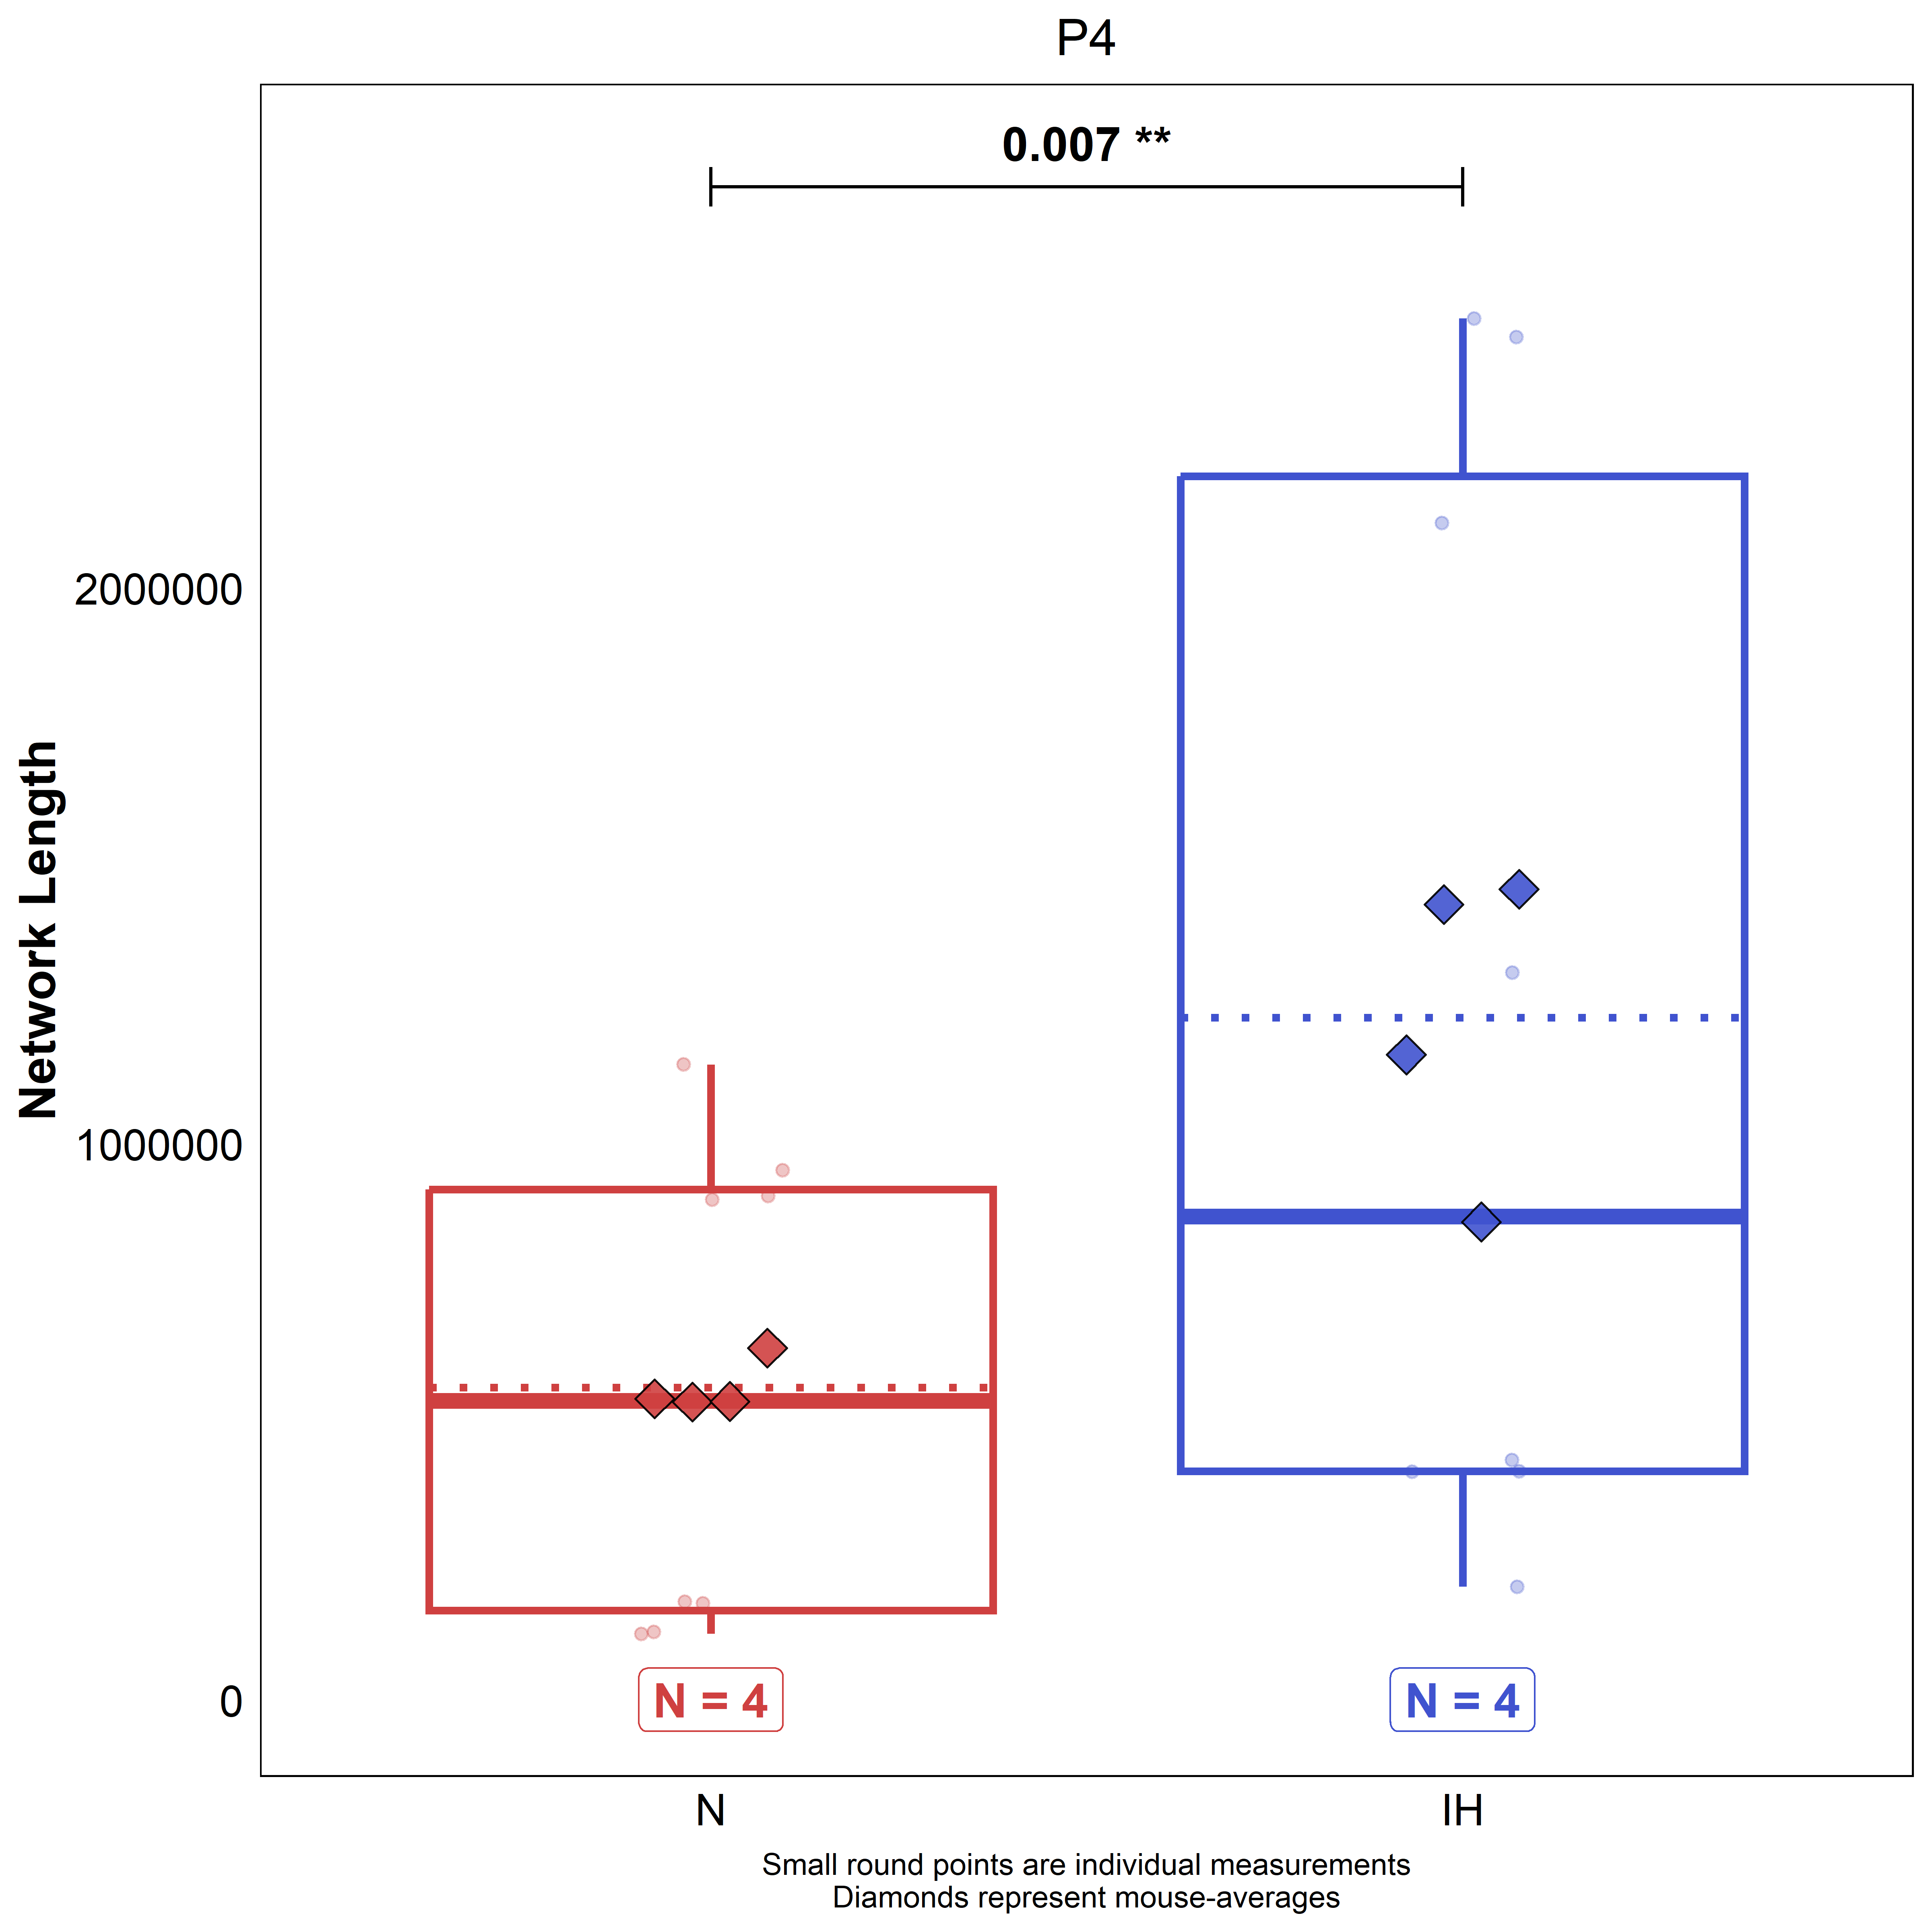 P4
0.007 **
Network Length
2000000
1000000
0
N = 4
N = 4
N
IH
Small round points are individual measurements
Diamonds represent mouse-averages